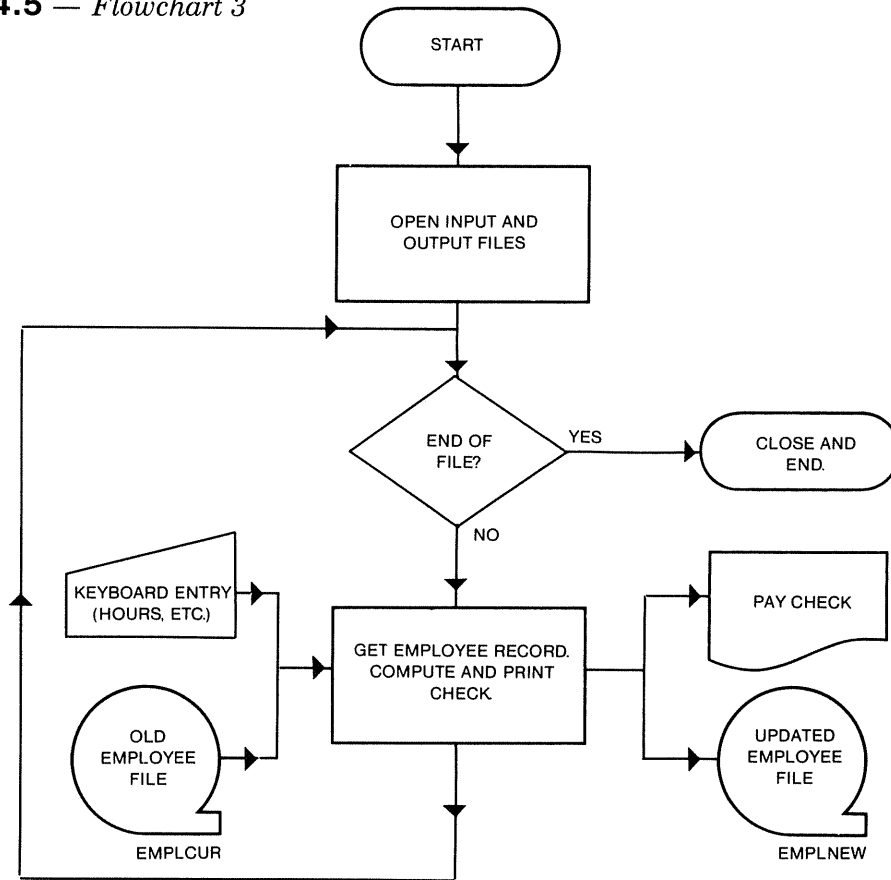 4.5 — Flowchart 3
START
OPEN INPUT AND
OUTPUT FILES
END OF
FILE?
YES
CLOSE AND
END.
NO
KEYBOARD ENTRY
(HOURS, ETC.)
GET EMPLOYEE RECORD.
COMPUTE AND PRINT
CHECK
PAY CHECK
OLD
EMPLOYEE
FILE
EMPLCUR
UPDATED
EMPLOYEE
FILE
EMPLNEW